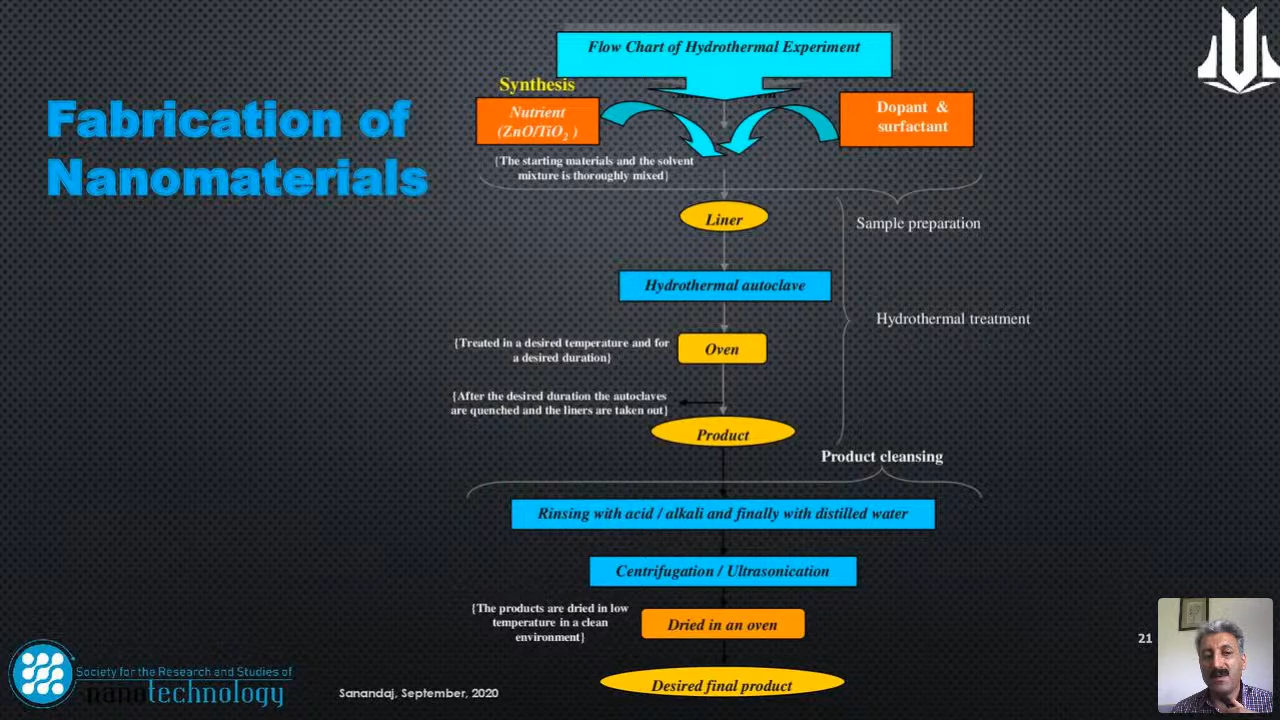 Flow Chart of Hydrothermal Experiment
Fabrication of
Nanomaterials
Synthesis
Nutrient
(ZnO/TiO₂ )
Dopant &
surfactant
{The starting materials and the solvent
mixture is thoroughly mixed}
Liner
Sample preparation
Hydrothermal autoclave
Hydrothermal treatment
{Treated in a desired temperature and for
a desired duration}
Oven
{After the desired duration the autoclaves
are quenched and the liners are taken out}
Product
Product cleansing
Rinsing with acid / alkali and finally with distilled water
Centrifugation / Ultrasonication
{The products are dried in low
temperature in a clean
environment}
Dried in an oven
Desired final product
21
Society for the Research and Studies of
nanotechnology
Sanandaj, September, 2020